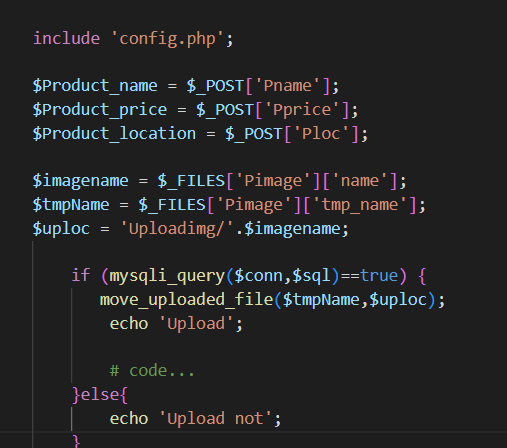 include 'config.php';
$Product_name = $_POST['Pname'];
$Product_price = $_POST['Pprice'];
$Product_location = $_POST['Ploc'];
$imagename = $_FILES['Pimage']['name'];
$tmpName = $_FILES['Pimage']['tmp_name'];
$uploc = 'Uploadimg/'.$imagename;
if (mysqli_query($conn,$sql)==true) {
move_uploaded_file($tmpName,$uploc);
echo 'Upload';
# code...
}else{
echo 'Upload not';
}